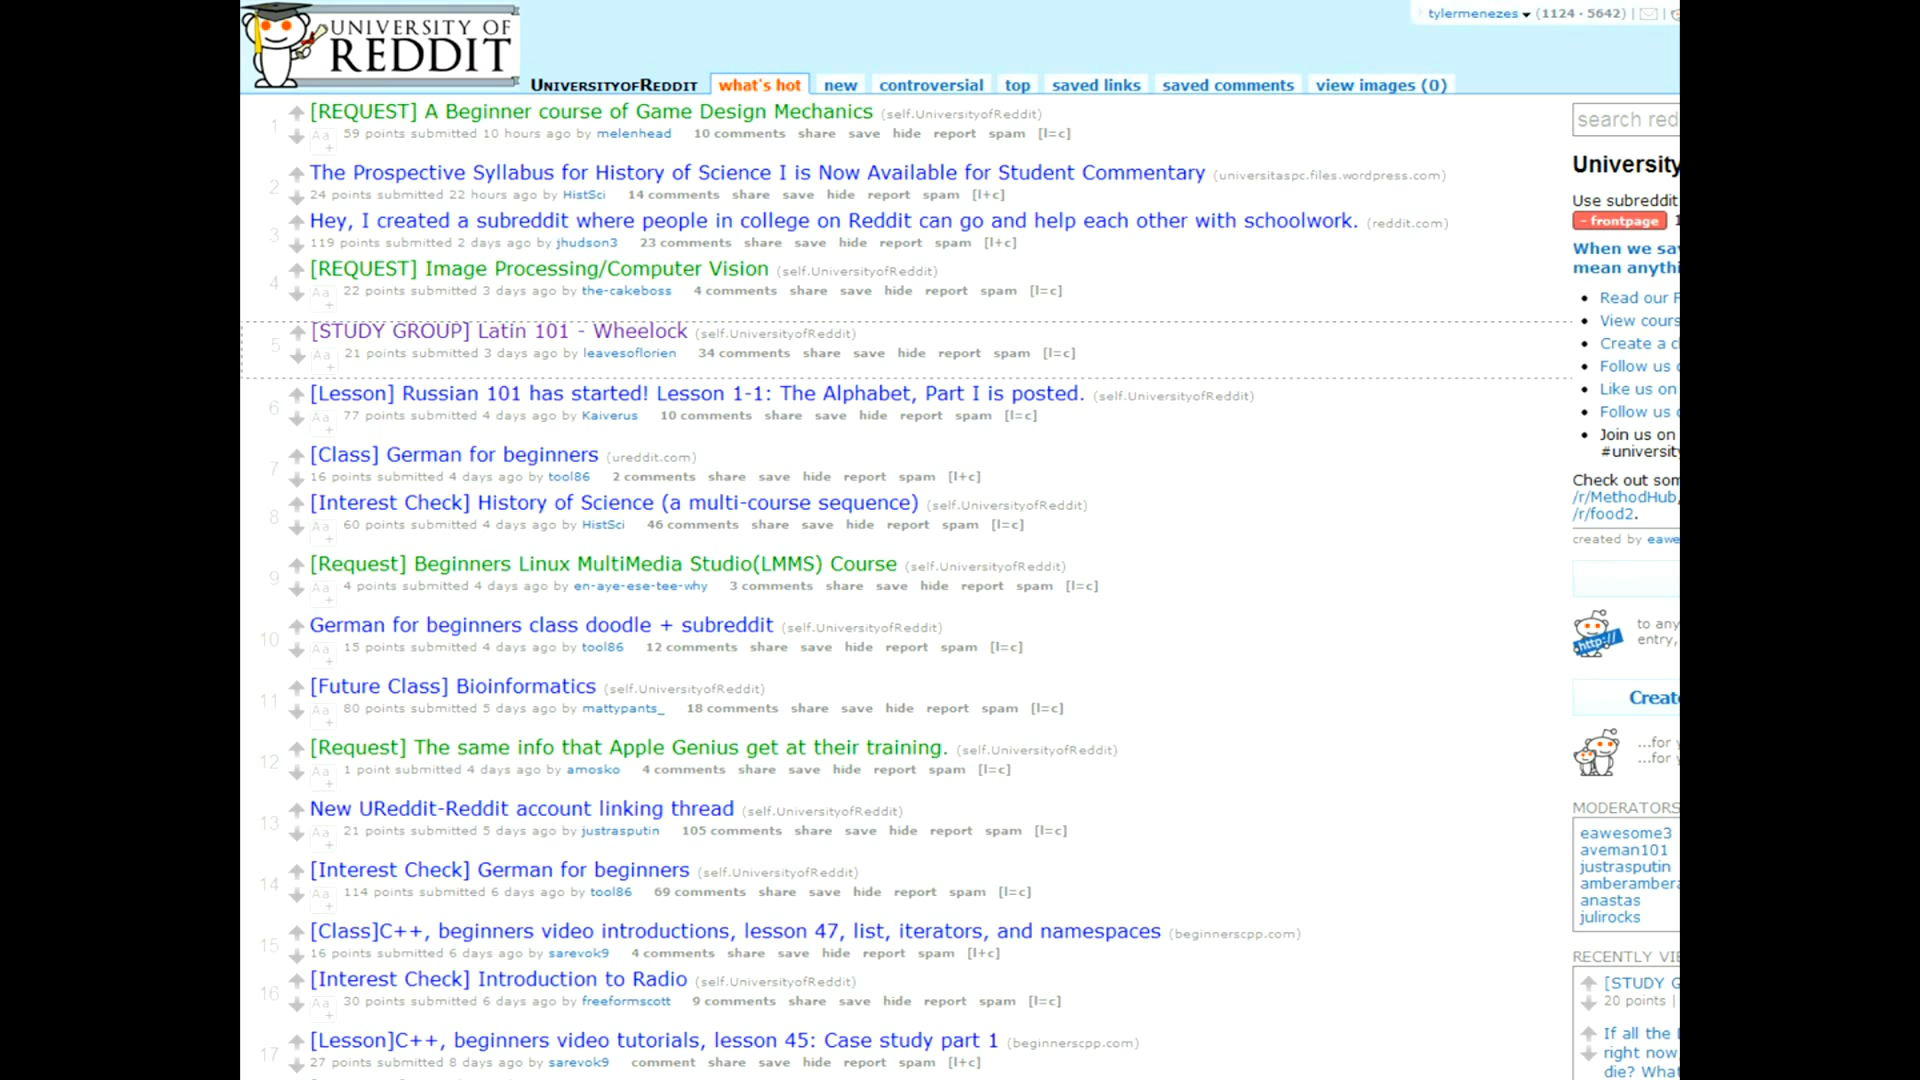 UNIVERSITY OF
REDDIT
tylermenezes (1124 · 5642) |
UNIVERSITYOFREDDIT what's hot new controversial top saved links saved comments view images (0)
1 [REQUEST] A Beginner course of Game Design Mechanics (self.UniversityofReddit)
Aa+ 59 points submitted 10 hours ago by melenhead 10 comments share save hide report spam [l=c]
2 The Prospective Syllabus for History of Science I is Now Available for Student Commentary (universitaspc.files.wordpress.com)
24 points submitted 22 hours ago by HistSci 14 comments share save hide report spam [l+c]
3 Hey, I created a subreddit where people in college on Reddit can go and help each other with schoolwork. (reddit.com)
119 points submitted 2 days ago by jhudson3 23 comments share save hide report spam [l+c]
4 [REQUEST] Image Processing/Computer Vision (self.UniversityofReddit)
Aa+ 22 points submitted 3 days ago by the-cakeboss 4 comments share save hide report spam [l=c]
5 [STUDY GROUP] Latin 101 - Wheelock (self.UniversityofReddit)
Aa+ 21 points submitted 3 days ago by leavesoflorien 34 comments share save hide report spam [l=c]
6 [Lesson] Russian 101 has started! Lesson 1-1: The Alphabet, Part I is posted. (self.UniversityofReddit)
Aa+ 77 points submitted 4 days ago by Kaiverus 10 comments share save hide report spam [l=c]
7 [Class] German for beginners (ureddit.com)
16 points submitted 4 days ago by tool86 2 comments share save hide report spam [l+c]
8 [Interest Check] History of Science (a multi-course sequence) (self.UniversityofReddit)
Aa+ 60 points submitted 4 days ago by HistSci 46 comments share save hide report spam [l=c]
9 [Request] Beginners Linux MultiMedia Studio(LMMS) Course (self.UniversityofReddit)
Aa+ 4 points submitted 4 days ago by en-aye-ese-tee-why 3 comments share save hide report spam [l=c]
10 German for beginners class doodle + subreddit (self.UniversityofReddit)
Aa+ 15 points submitted 4 days ago by tool86 12 comments share save hide report spam [l=c]
11 [Future Class] Bioinformatics (self.UniversityofReddit)
Aa+ 80 points submitted 5 days ago by mattypants_ 18 comments share save hide report spam [l=c]
12 [Request] The same info that Apple Genius get at their training. (self.UniversityofReddit)
Aa+ 1 point submitted 4 days ago by amosko 4 comments share save hide report spam [l=c]
13 New UReddit-Reddit account linking thread (self.UniversityofReddit)
Aa+ 21 points submitted 5 days ago by justrasputin 105 comments share save hide report spam [l=c]
14 [Interest Check] German for beginners (self.UniversityofReddit)
Aa+ 114 points submitted 6 days ago by tool86 69 comments share save hide report spam [l=c]
15 [Class]C++, beginners video introductions, lesson 47, list, iterators, and namespaces (beginnerscpp.com)
16 points submitted 6 days ago by sarevok9 4 comments share save hide report spam [l+c]
16 [Interest Check] Introduction to Radio (self.UniversityofReddit)
Aa+ 30 points submitted 6 days ago by freeformscott 9 comments share save hide report spam [l=c]
17 [Lesson]C++, beginners video tutorials, lesson 45: Case study part 1 (beginnerscpp.com)
27 points submitted 8 days ago by sarevok9 comment share save hide report spam [l+c]
search red
University
Use subreddit
- frontpage 1
When we say
mean anythi
Read our F
View cours
Create a cl
Follow us
Like us on
Follow us
Join us on
#university
Check out som
/r/MethodHub,
/r/food2.
created by eawe
http://
to any
entry,
Create
...for y
...for y
MODERATORS
eawesome3
aveman101
justrasputin
amberambera
anastas
julirocks
RECENTLY VIE
[STUDY G
20 points |
If all the
right now
die? What